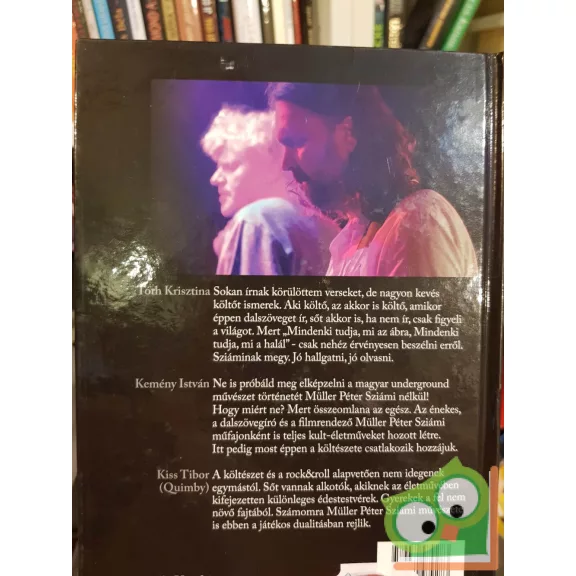 Tóth Krisztina Sokan írnak körülöttem verseket, de nagyon kevés
költőt ismerek. Aki költő, az akkor is költő, amikor
éppen dalszöveget ír, sőt akkor is, ha nem ír, csak figyeli
a világot. Mert „Mindenki tudja, mi az ábra, Mindenki
tudja, mi a halál” - csak nehéz érvényesen beszélni erről.
Sziáminak megy. Jó hallgatni, jó olvasni.
Kemény István Ne is próbáld meg elképzelni a magyar underground
művészet történetét Müller Péter Sziámi nélkül!
Hogy miért ne? Mert összeomlana az egész. Az énekes,
a dalszövegíró és a filmrendező Müller Péter Sziámi
műfajonként is teljes kult-életműveket hozott létre.
Itt pedig most éppen a költészete csatlakozik hozzájuk.
Kiss Tibor A költészet és a rock&roll alapvetően nem idegenek
(Quimby) egymástól. Sőt vannak alkotók, akiknek az életművében
kifejezetten különleges édestestvérek. Gyerekek a fel nem
növő fajtából. Számomra Müller Péter Sziámi művészete
is ebben a játékos dualitásban rejlik.